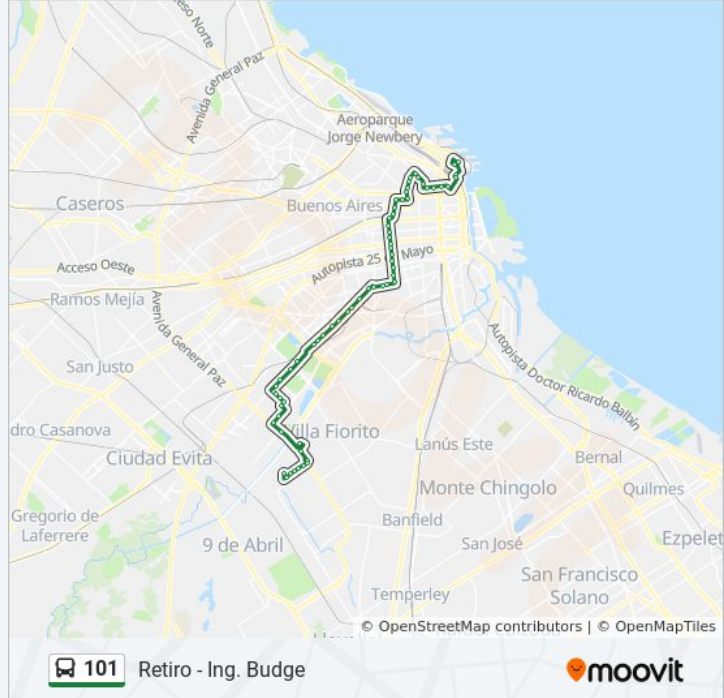 Acceso Norte
Avenida General Paz
Aeroparque
Jorge Newbery
Caseros
Buenos Aires
Autopista 25
Mayo
Acceso Oeste
Ramos Mejía
Avenida General Paz
San Justo
Autopista Doctor Ricardo Balbín
dro Casanova
Villa Fiorito
Lanús Este
Ciudad Evita
Bernal
Monte Chingolo
Quilmes
Gregorio de
Laferrere
Banfield
9 de Abril
San José
Ezpelet
San Francisco
Solano
Temperley
© OpenStreetMap contributors | © OpenMapTiles
101 Retiro - Ing. Budge
moovit